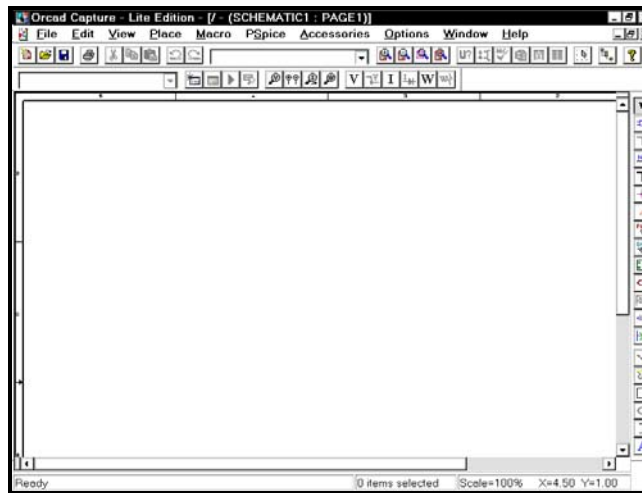 Orcad Capture - Lite Edition - [/ - (SCHEMATIC1 : PAGE1)]
File Edit View Place Macro PSpice Accessories Options Window Help
U?
V I W
Ready 0 items selected Scale=100% X=4.50 Y=1.00